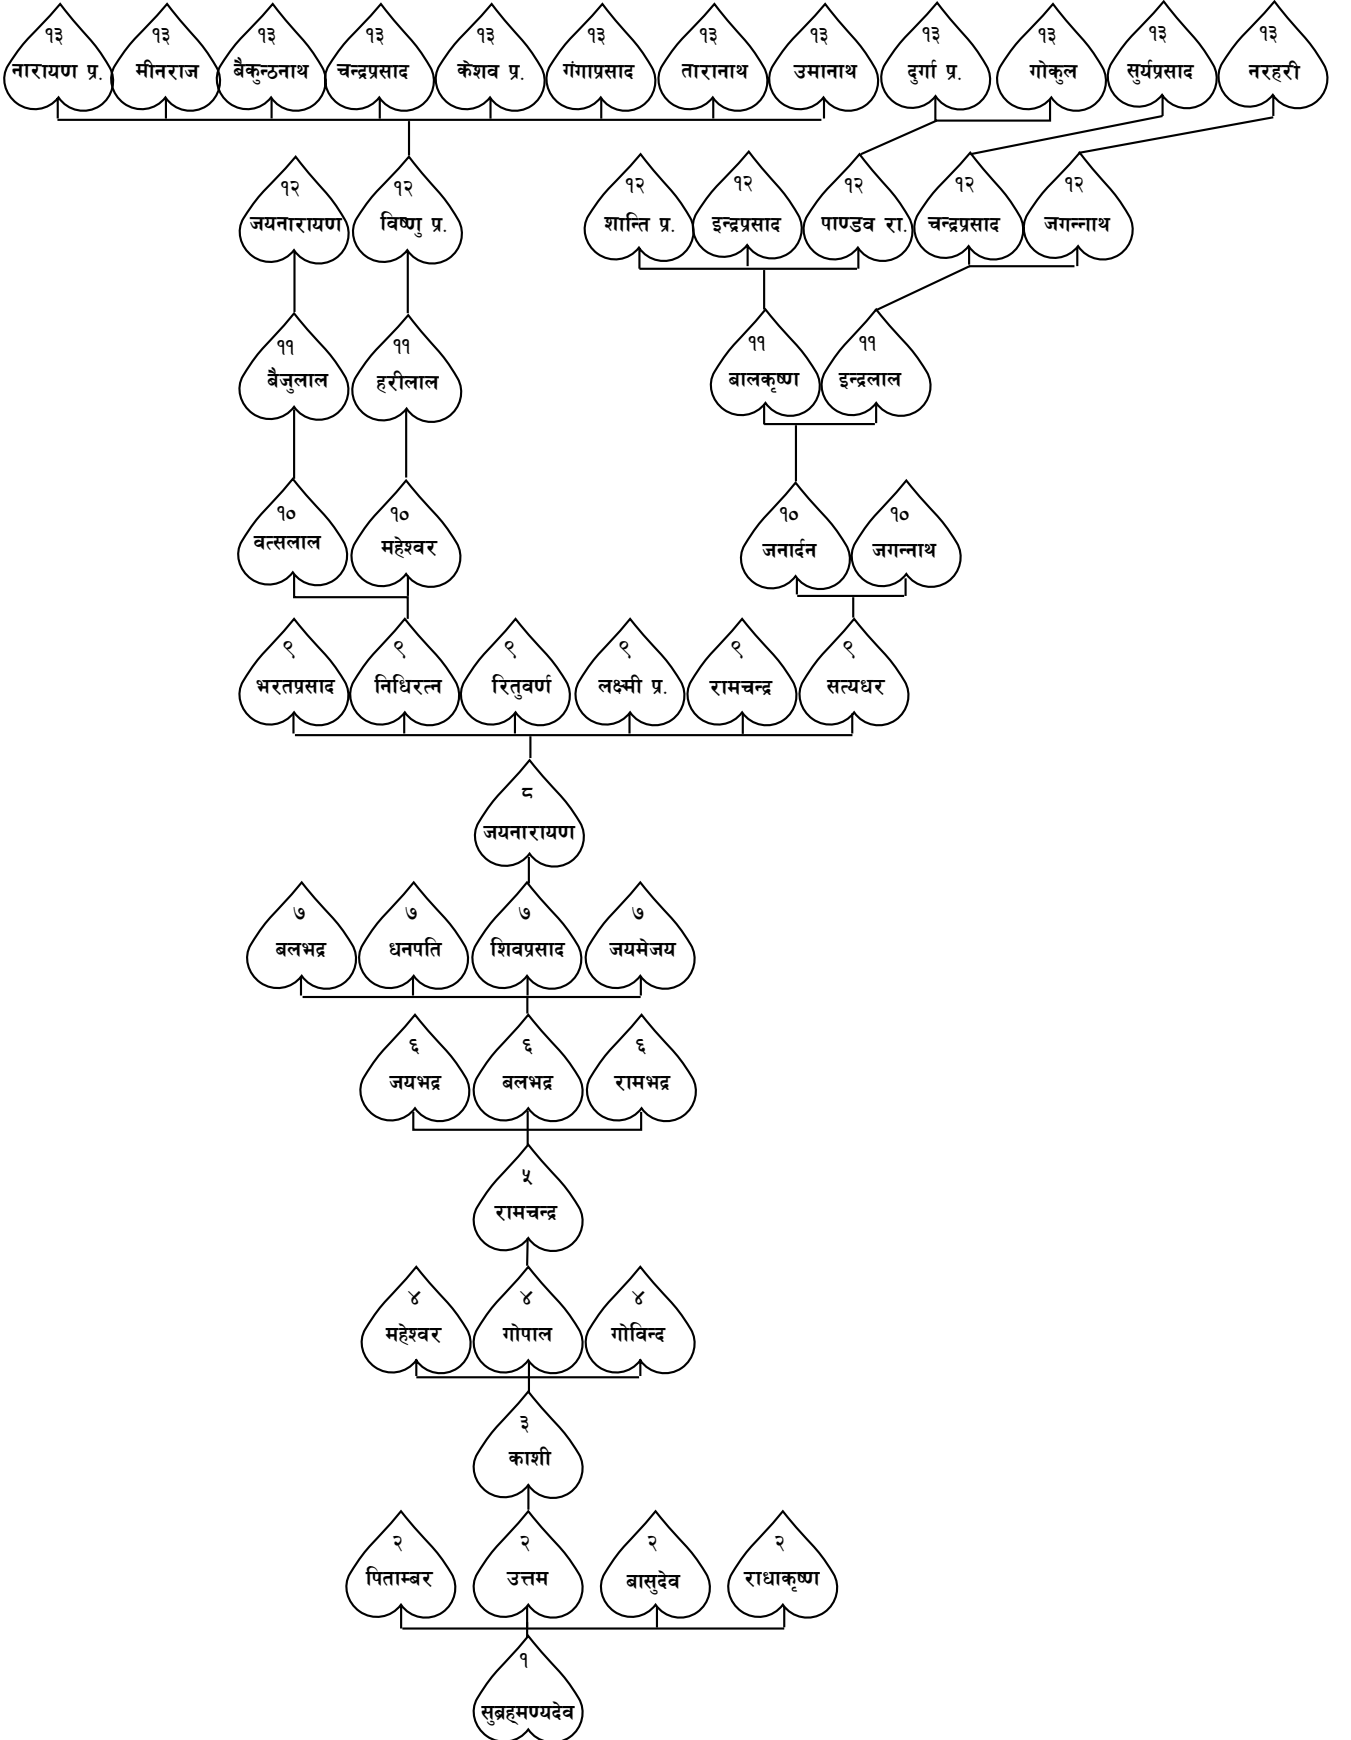 १३ १३ १३ १३ १३ १३ १३ १३ १३ १३ १३ १३
नारायण प्र. मीनराज बैकुन्ठनाथ चन्द्रप्रसाद केशव प्र. गंगाप्रसाद तारानाथ उमानाथ दुर्गा प्र. गोकुल सुर्यप्रसाद नरहरी
१२ १२ १२ १२ १२ १२ १२
जयनारायण विष्णु प्र. शान्ति प्र. इन्द्रप्रसाद पाण्डव रा. चन्द्रप्रसाद जगन्नाथ
११ ११ ११ ११
बैजुलाल हरीलाल बालकृष्ण इन्द्रलाल
१० १० १० १०
वत्सलाल महेश्वर जनार्दन जगन्नाथ
९ ९ ९ ९ ९ ९
भरतप्रसाद निधिरत्न रितुवर्ण लक्ष्मी प्र. रामचन्द्र सत्यधर
८
जयनारायण
७ ७ ७ ७
बलभद्र धनपति शिवप्रसाद जयमेजय
६ ६ ६
जयभद्र बलभद्र रामभद्र
५
रामचन्द्र
४ ४ ४
महेश्वर गोपाल गोविन्द
३
काशी
२ २ २ २
पिताम्बर उत्तम बासुदेव राधाकृष्ण
१
सुब्रह्मण्यदेव